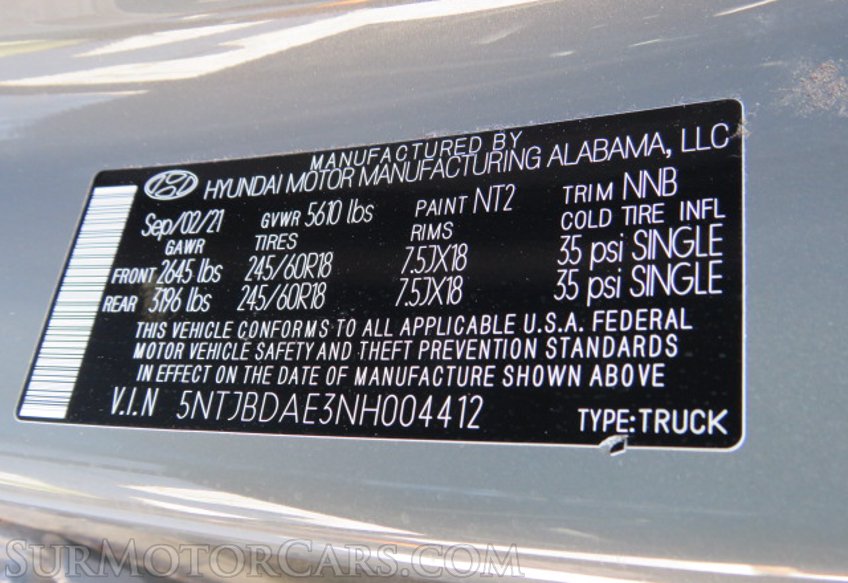 MANUFACTURED BY
HYUNDAI MOTOR MANUFACTURING ALABAMA, LLC
Sep/02/21 GVWR 5610 lbs PAINT NT2 TRIM NNB
GAWR TIRES RIMS COLD TIRE INFL
FRONT 2645 lbs 245/60R18 7.5JX18 35 psi SINGLE
REAR 3196 lbs 245/60R18 7.5JX18 35 psi SINGLE
THIS VEHICLE CONFORMS TO ALL APPLICABLE U.S.A. FEDERAL
MOTOR VEHICLE SAFETY AND THEFT PREVENTION STANDARDS
IN EFFECT ON THE DATE OF MANUFACTURE SHOWN ABOVE
V.I.N 5NTJBDAE3NH004412 TYPE:TRUCK
SURMOTORCARS.COM